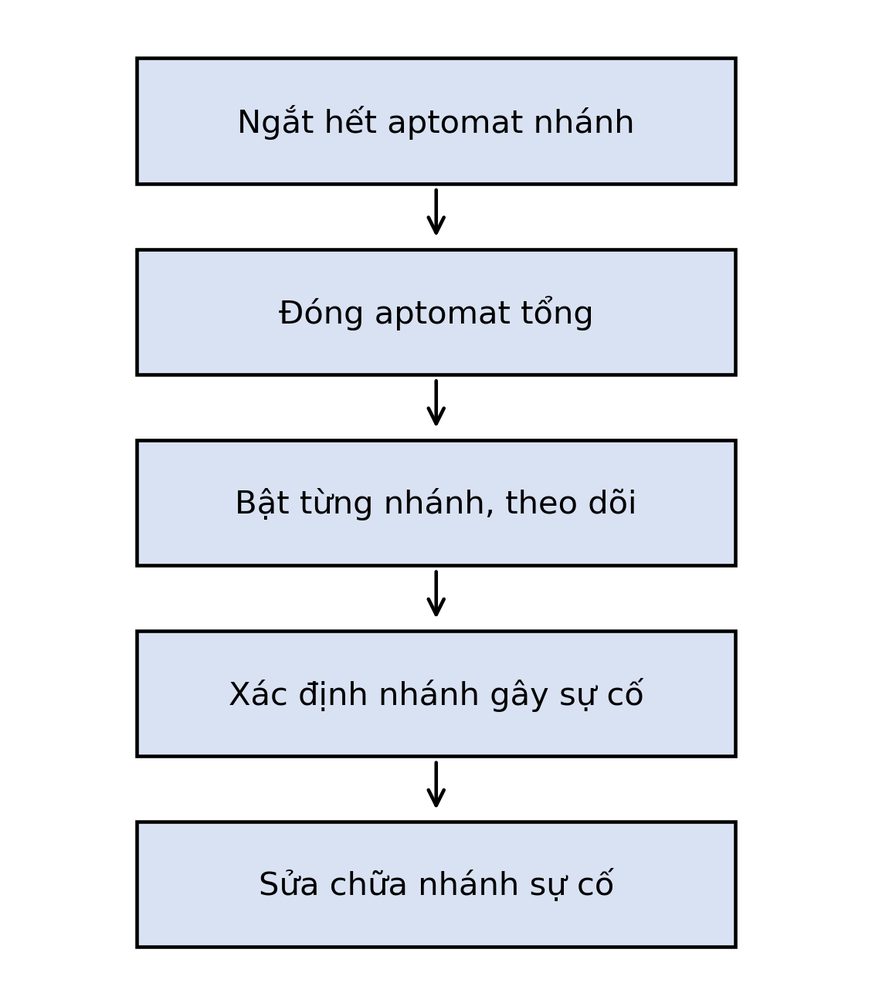 Ngắt hết aptomat nhánh
Đóng aptomat tổng
Bật từng nhánh, theo dõi
Xác định nhánh gây sự cố
Sửa chữa nhánh sự cố